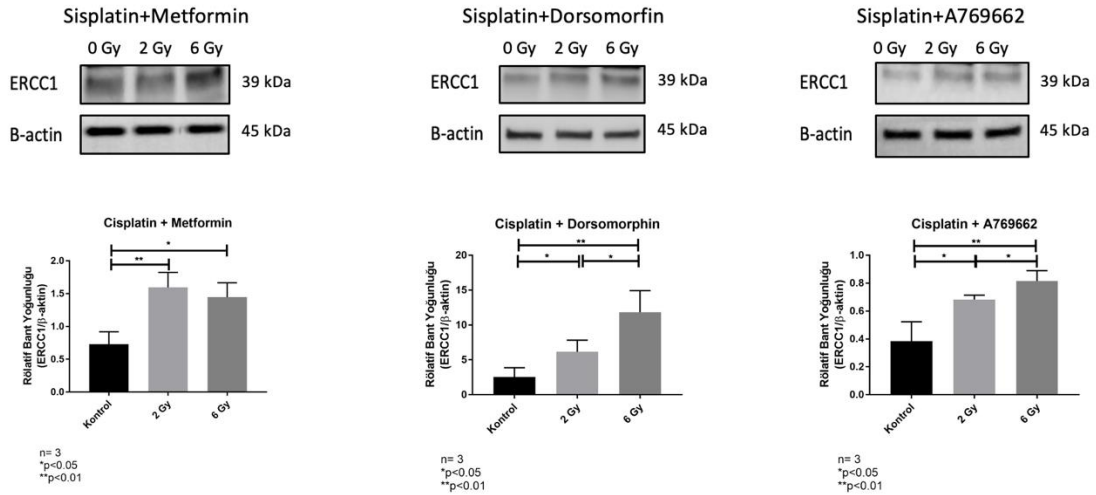 Sisplatin+Metformin
0 Gy 2 Gy 6 Gy
ERCC1 39 kDa
B-actin 45 kDa
Cisplatin + Metformin
Rölatif Bant Yoğunluğu
(ERCC1/β-aktin)
2.0
1.5
1.0
0.5
0.0
*
**
Kontrol
2 Gy
6 Gy
n= 3
*p<0.05
**p<0.01
Sisplatin+Dorsomorfin
0 Gy 2 Gy 6 Gy
ERCC1 39 kDa
B-actin 45 kDa
Cisplatin + Dorsomorphin
Rölatif Bant Yoğunluğu
(ERCC1/β-aktin)
20
15
10
5
0
**
* *
Kontrol
2 Gy
6 Gy
n= 3
*p<0.05
**p<0.01
Sisplatin+A769662
0 Gy 2 Gy 6 Gy
ERCC1 39 kDa
B-actin 45 kDa
Cisplatin + A769662
Rölatif Bant Yoğunluğu
(ERCC1/β-aktin)
1.0
0.8
0.6
0.4
0.2
0.0
**
* *
Kontrol
2 Gy
6 Gy
n= 3
*p<0.05
**p<0.01